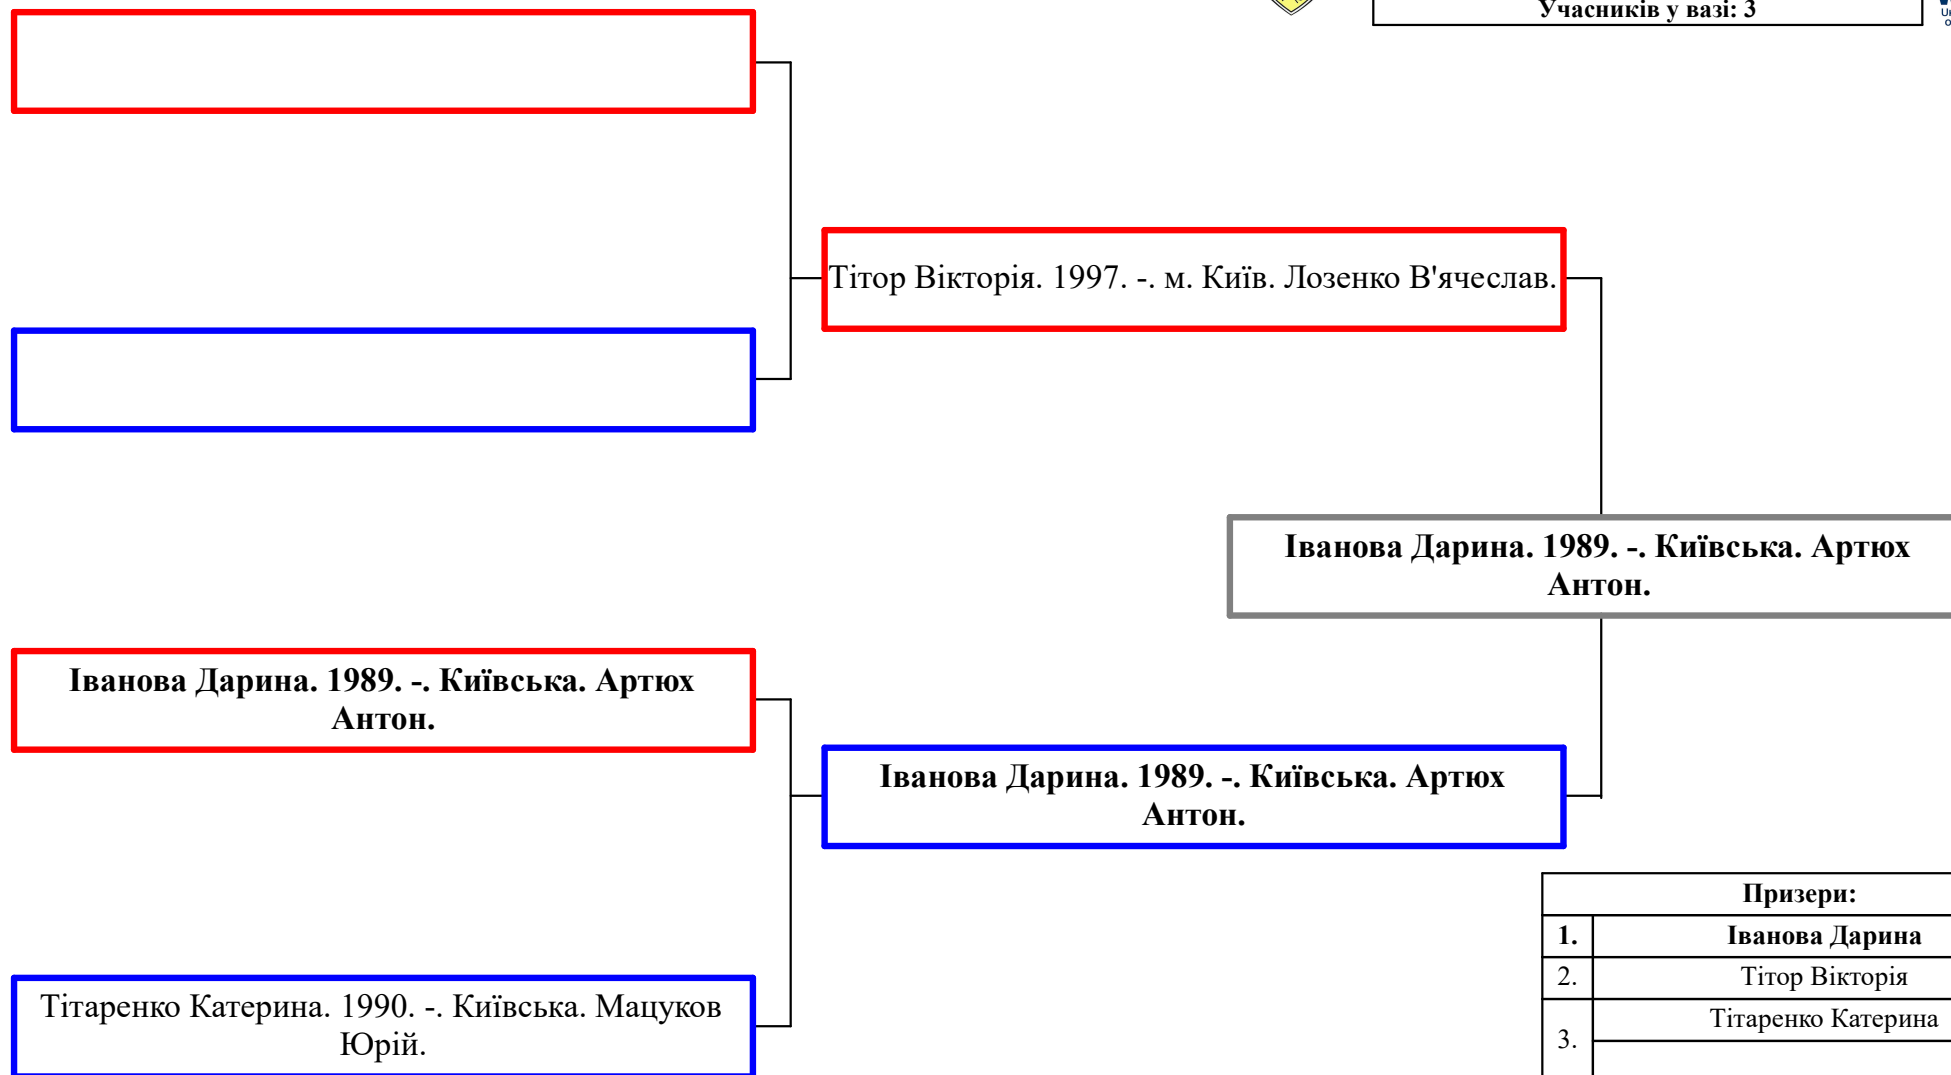 Учасників у вазі: 3
Тітор Вікторія. 1997. -. м. Київ. Лозенко В'ячеслав.
Іванова Дарина. 1989. -. Київська. Артюх
Антон.
Іванова Дарина. 1989. -. Київська. Артюх
Антон.
Іванова Дарина. 1989. -. Київська. Артюх
Антон.
Тітаренко Катерина. 1990. -. Київська. Мацуков
Юрій.
Призери:
1. Іванова Дарина
2. Тітор Вікторія
3. Тітаренко Катерина